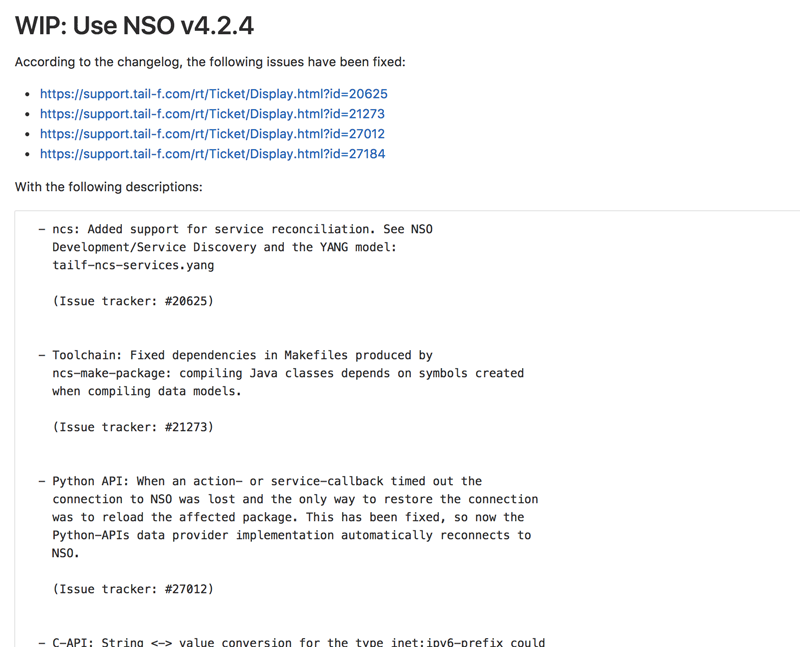 WIP: Use NSO v4.2.4
According to the changelog, the following issues have been fixed:
• https://support.tail-f.com/rt/Ticket/Display.html?id=20625
• https://support.tail-f.com/rt/Ticket/Display.html?id=21273
• https://support.tail-f.com/rt/Ticket/Display.html?id=27012
• https://support.tail-f.com/rt/Ticket/Display.html?id=27184
With the following descriptions:
– ncs: Added support for service reconciliation. See NSO
Development/Service Discovery and the YANG model:
tailf-ncs-services.yang
(Issue tracker: #20625)
– Toolchain: Fixed dependencies in Makefiles produced by
ncs-make-package: compiling Java classes depends on symbols created
when compiling data models.
(Issue tracker: #21273)
– Python API: When an action- or service-callback timed out the
connection to NSO was lost and the only way to restore the connection
was to reload the affected package. This has been fixed, so now the
Python-APIs data provider implementation automatically reconnects to
NSO.
(Issue tracker: #27012)
– C-API: String <-> value conversion for the type inet:ipv6-prefix could